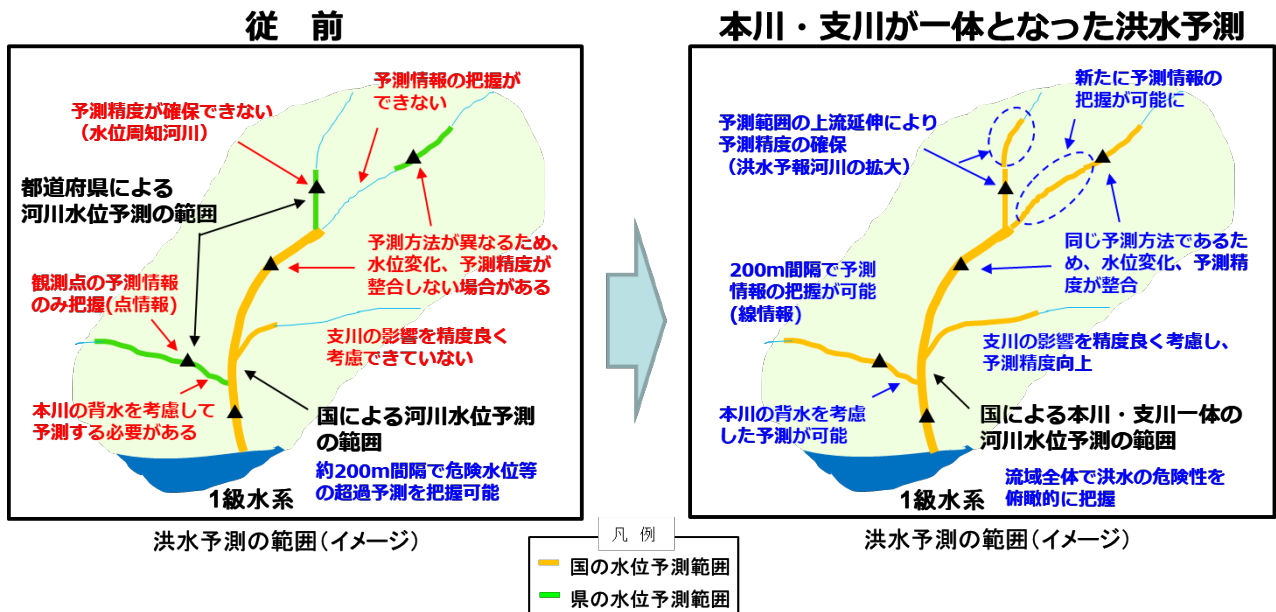 従　前
予測情報の把握が
できない
予測精度が確保できない
（水位周知河川）
都道府県による
河川水位予測の範囲
予測方法が異なるため、
水位変化、予測精度が
整合しない場合がある
観測点の予測情報
のみ把握(点情報)
支川の影響を精度良く
考慮できていない
本川の背水を考慮して
予測する必要がある
国による河川水位予測
の範囲
約200m間隔で危険水位等
の超過予測を把握可能
1級水系
洪水予測の範囲（イメージ）
本川・支川が一体となった洪水予測
新たに予測情報の
把握が可能に
予測範囲の上流延伸により
予測精度の確保
（洪水予報河川の拡大）
同じ予測方法であるた
め、水位変化、予測精
度が整合
200m間隔で予測
情報の把握が可能
(線情報)
支川の影響を精度良く考慮し、
予測精度向上
本川の背水を考慮
した予測が可能
国による本川・支川一体の
河川水位予測の範囲
流域全体で洪水の危険性を
俯瞰的に把握
1級水系
洪水予測の範囲（イメージ）
凡 例
国の水位予測範囲
県の水位予測範囲